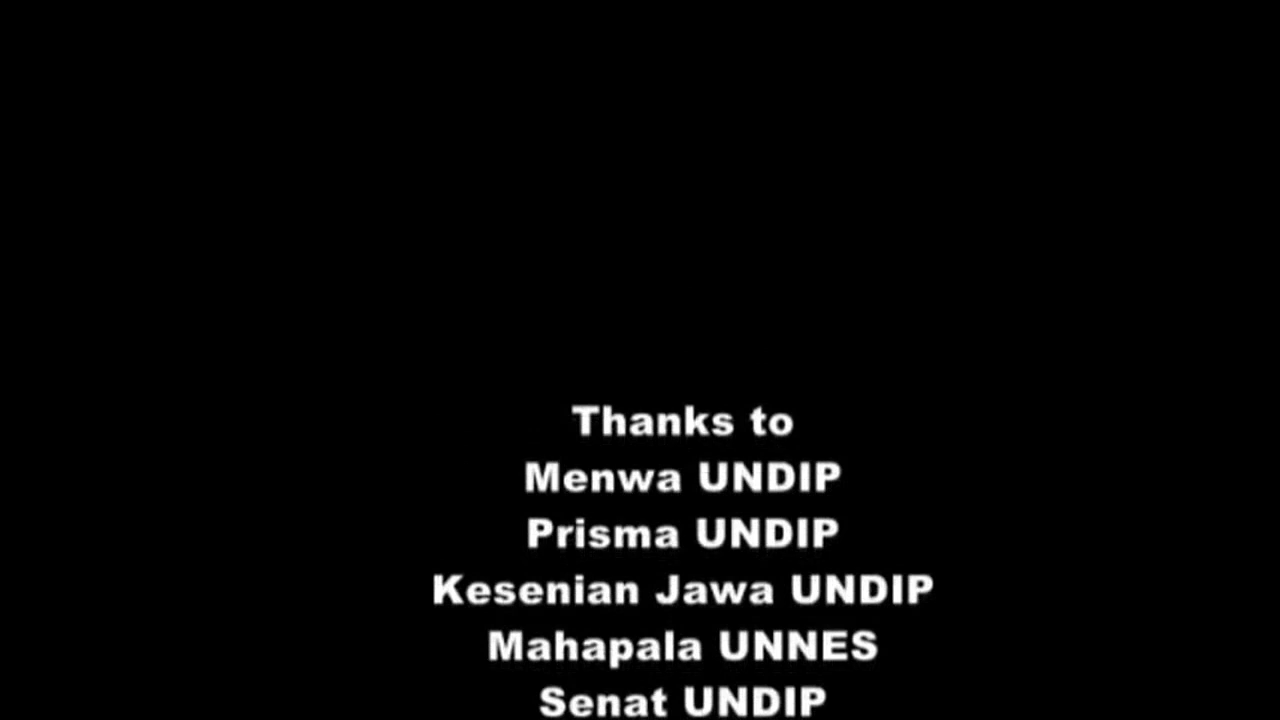 Thanks to
Menwa UNDIP
Prisma UNDIP
Kesenian Jawa UNDIP
Mahapala UNNES
Senat UNDIP